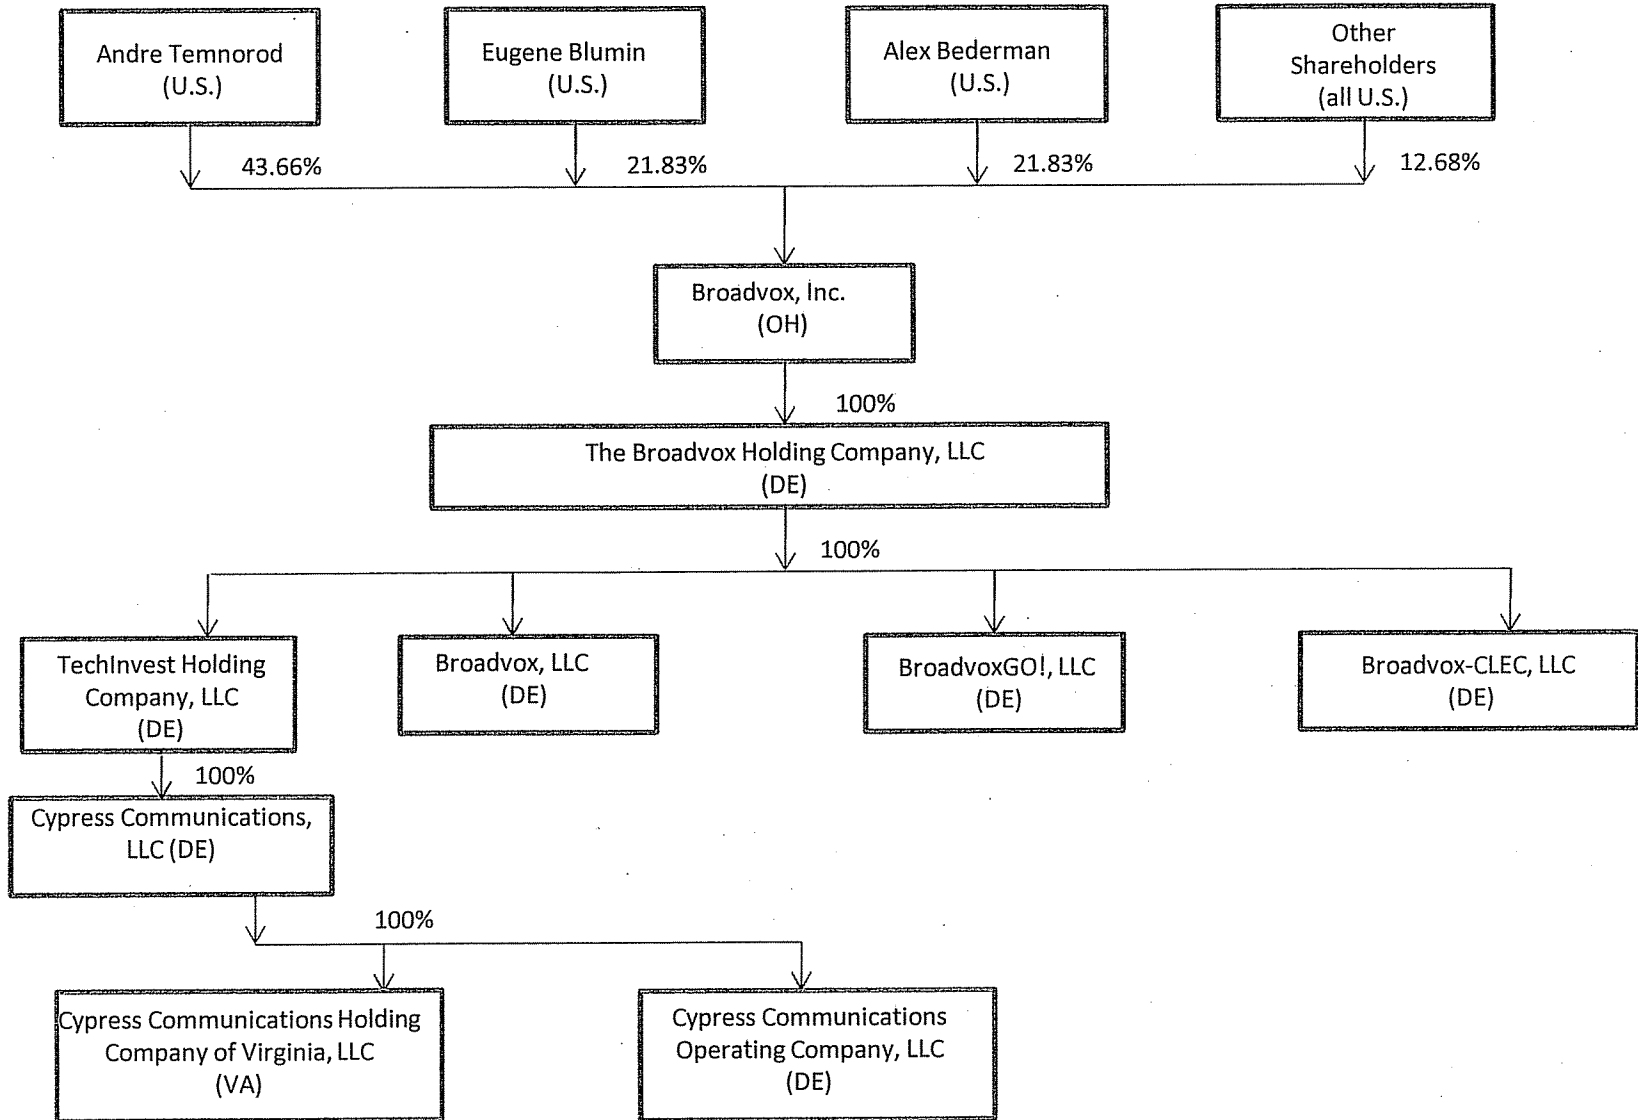 Andre Temnorod
(U.S.)
Eugene Blumin
(U.S.)
Alex Bederman
(U.S.)
Other
Shareholders
(all U.S.)
43.66%
21.83%
21.83%
12.68%
Broadvox, Inc.
(OH)
100%
The Broadvox Holding Company, LLC
(DE)
100%
TechInvest Holding
Company, LLC
(DE)
Broadvox, LLC
(DE)
BroadvoxGO!, LLC
(DE)
Broadvox-CLEC, LLC
(DE)
100%
Cypress Communications,
LLC (DE)
100%
Cypress Communications Holding
Company of Virginia, LLC
(VA)
Cypress Communications
Operating Company, LLC
(DE)